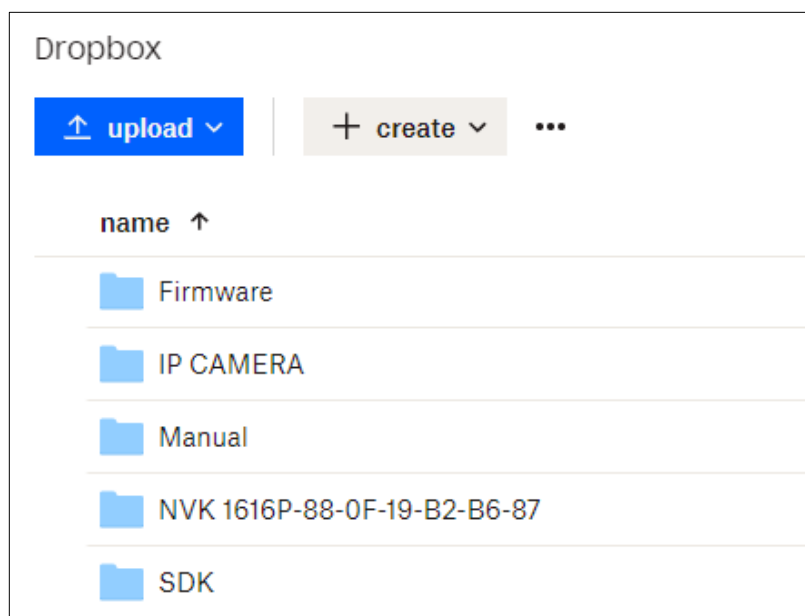 Dropbox
upload
create
name
Firmware
IP CAMERA
Manual
NVK 1616P-88-0F-19-B2-B6-87
SDK